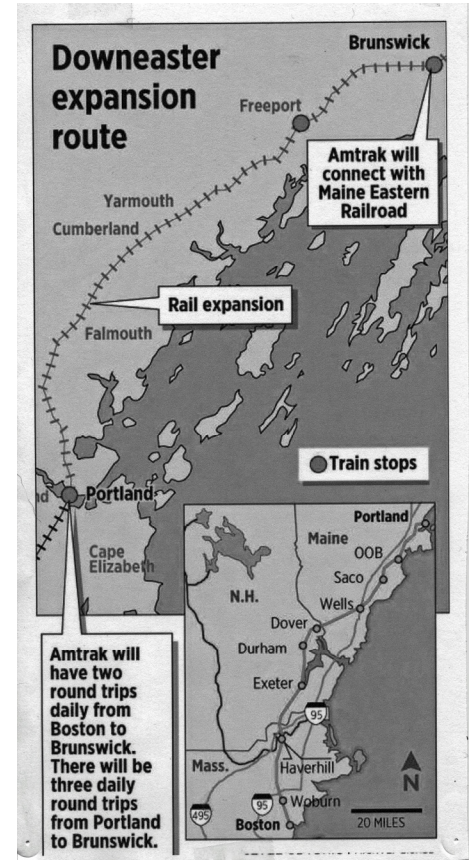 Downeaster
expansion
route
Brunswick
Freeport
Amtrak will
connect with
Maine Eastern
Railroad
Yarmouth
Cumberland
Rail expansion
Falmouth
Train stops
Portland
Cape
Elizabeth
Amtrak will
have two
round trips
daily from
Boston to
Brunswick.
There will be
three daily
round trips
from Portland
to Brunswick.
Portland
Maine
OOB
N.H.
Saco
Wells
Dover
Durham
Exeter
95
Mass.
Haverhill
N
495
95
Woburn
Boston
20 MILES